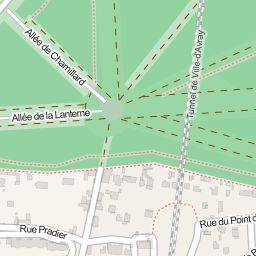 Allée de Chamillard
Tunnel de Ville-d'Avray
Allée de la Lanterne
Rue du Point d
Rue Pradier